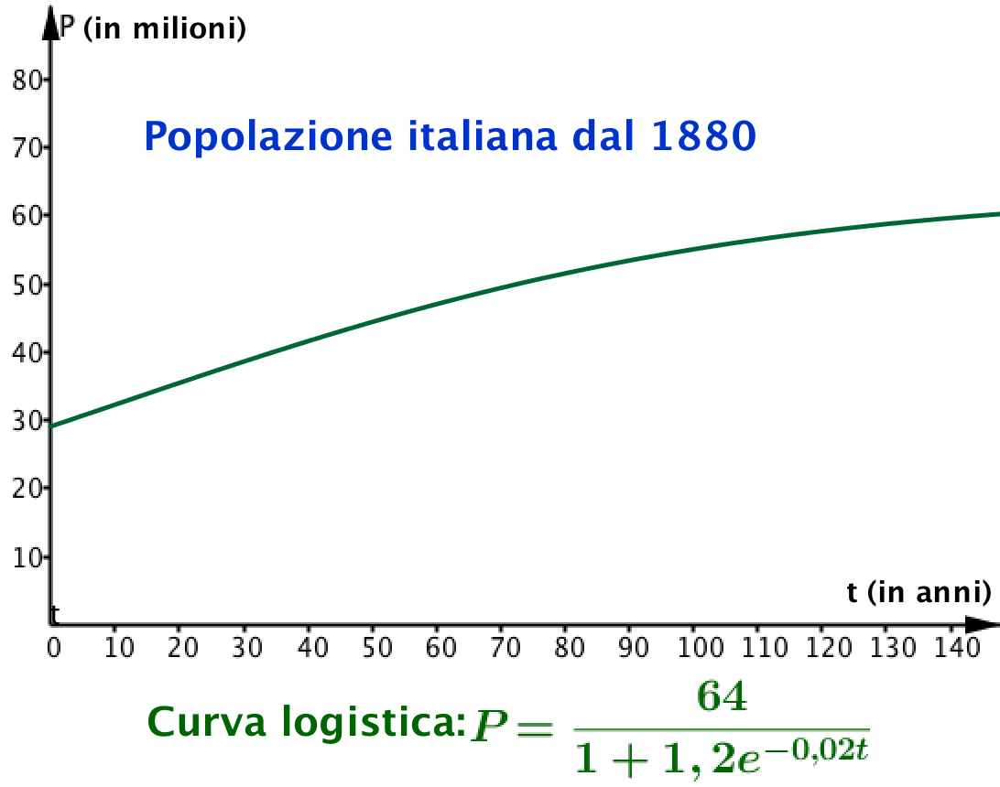 P (in milioni)
80
Popolazione italiana dal 1880
70
60
50
40
30
20
10
t (in anni)
t
0 10 20 30 40 50 60 70 80 90 100 110 120 130 140
Curva logistica: P = 64 / (1 + 1,2e^{-0,02t})